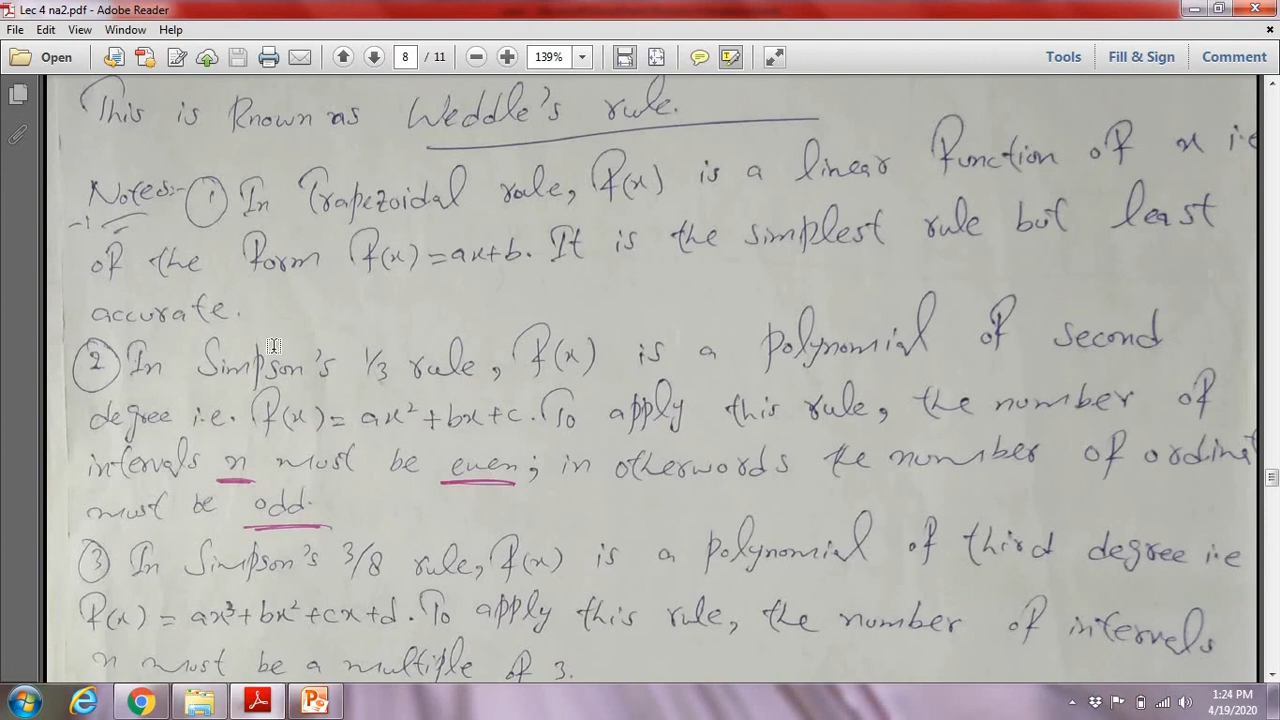 Lec 4 na2.pdf - Adobe Reader
File Edit View Window Help
Open 8 / 11 139% Tools Fill & Sign Comment
This is known as Weddle's rule.
Notes:- ① In Trapezoidal rule, f(x) is a linear function of x i.e
of the form f(x) = ax+b. It is the simplest rule but least
accurate.
② In Simpson's 1/3 rule, f(x) is a polynomial of second
degree i.e. f(x) = ax² + bx + c. To apply this rule, the number of
intervals n must be even; in otherwords the number of ordinat
must be odd.
③ In Simpson's 3/8 rule, f(x) is a polynomial of third degree i.e
f(x) = ax³ + bx² + cx + d. To apply this rule, the number of intervals
n must be a multiple of 3.
1:24 PM
4/19/2020